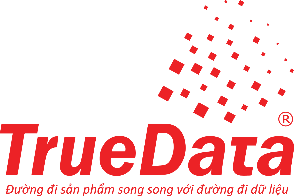 TrueData®
Đường đi sản phẩm song song với đường đi dữ liệu